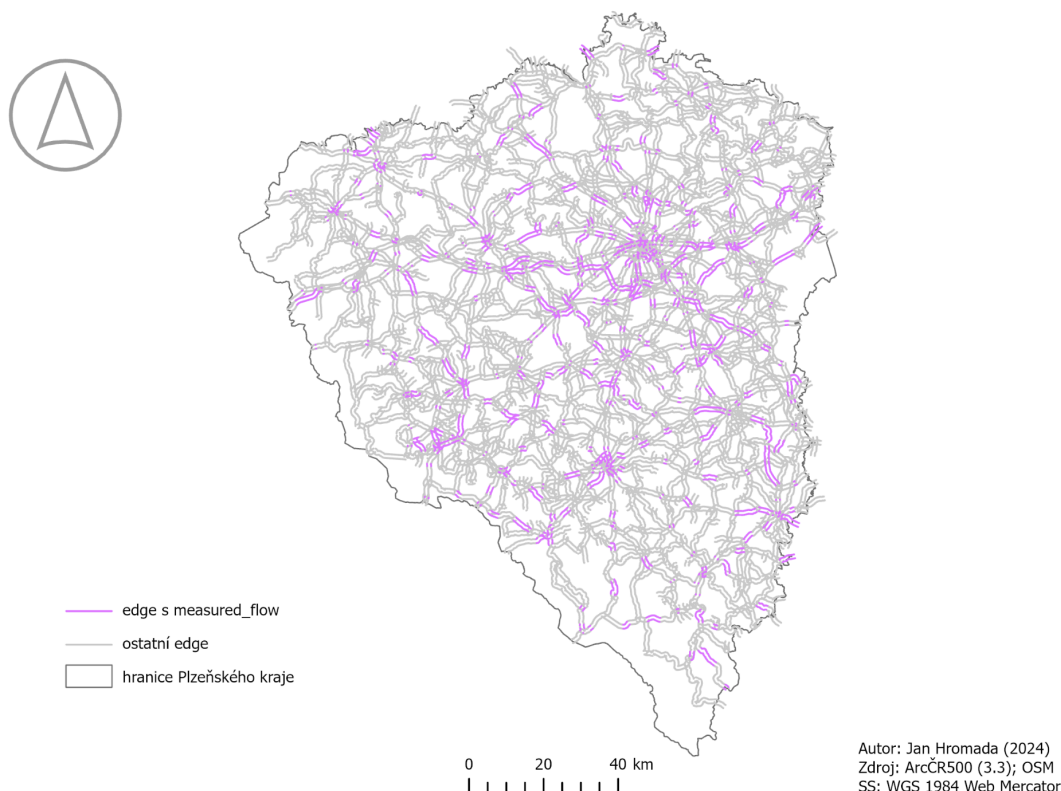 edge s measured_flow
ostatní edge
hranice Plzeňského kraje
0 20 40 km
Autor: Jan Hromada (2024)
Zdroj: ArcČR500 (3.3); OSM
SS: WGS 1984 Web Mercator